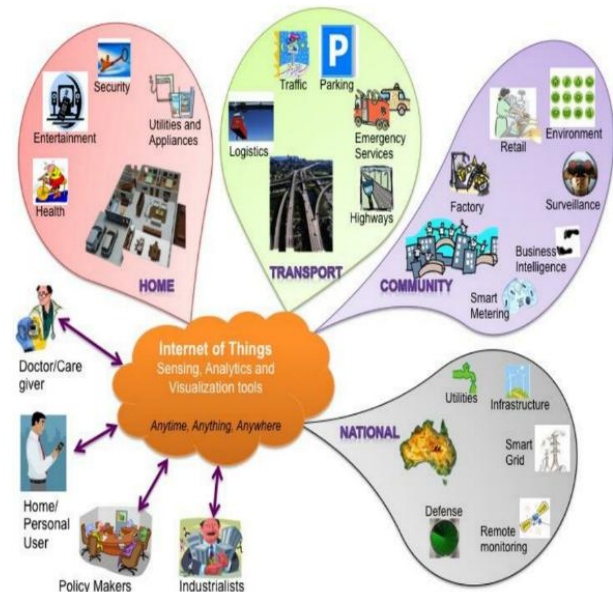 Security
Entertainment
Utilities and
Appliances
Health
HOME
P
Traffic
Parking
Logistics
Emergency
Services
Highways
TRANSPORT
Retail
Environment
Factory
Surveillance
Business
Intelligence
COMMUNITY
Smart
Metering
Doctor/Care
giver
Internet of Things
Sensing, Analytics and
Visualization tools
Anytime, Anything, Anywhere
Home/
Personal
User
Policy Makers
Industrialists
NATIONAL
Utilities
Infrastructure
Smart
Grid
Defense
Remote
monitoring